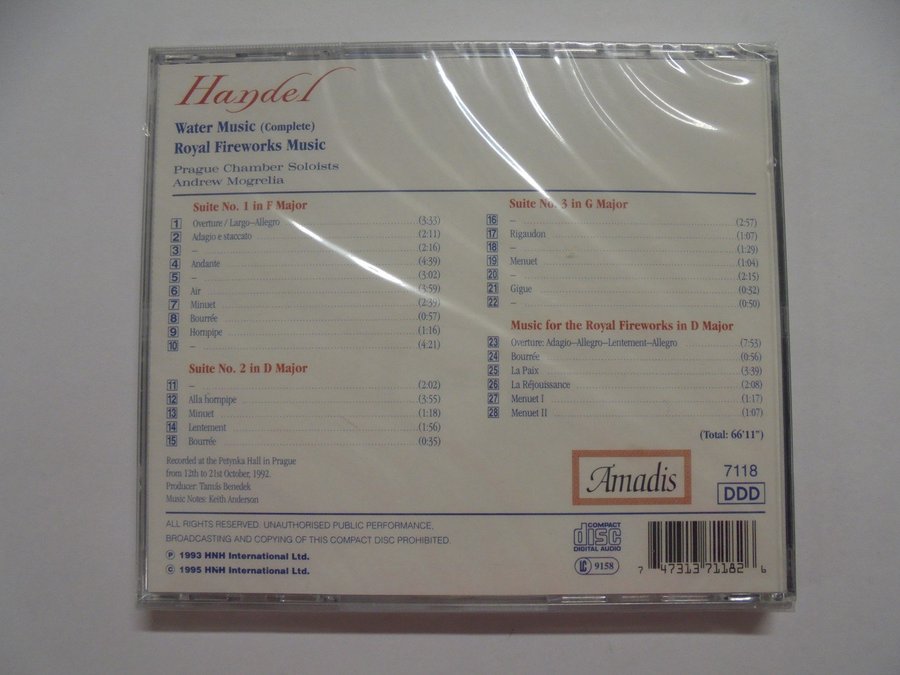 Handel
Water Music (Complete)
Royal Fireworks Music
Prague Chamber Soloists
Andrew Mogrelia
Suite No. 1 in F Major
1 Overture / Largo–Allegro (3:33)
2 Adagio e staccato (2:11)
3 – (2:16)
4 Andante (4:39)
5 – (3:02)
6 Air (3:59)
7 Minuet (2:39)
8 Bourrée (0:57)
9 Hornpipe (1:16)
10 – (4:21)
Suite No. 2 in D Major
11 – (2:02)
12 Alla hornpipe (3:55)
13 Minuet (1:18)
14 Lentement (1:56)
15 Bourrée (0:35)
Recorded at the Petynka Hall in Prague
from 12th to 21st October, 1992.
Producer: Tamás Benedek
Music Notes: Keith Anderson
Suite No. 3 in G Major
16 – (2:57)
17 Rigaudon (1:07)
18 – (1:29)
19 Menuet (1:04)
20 – (2:15)
21 Gigue (0:32)
22 – (0:50)
Music for the Royal Fireworks in D Major
23 Overture: Adagio–Allegro–Lentement–Allegro (7:53)
24 Bourrée (0:56)
25 La Paix (3:39)
26 La Réjouissance (2:08)
27 Menuet I (1:17)
28 Menuet II (1:07)
(Total: 66'11")
Amadis
7118
DDD
ALL RIGHTS RESERVED. UNAUTHORISED PUBLIC PERFORMANCE,
BROADCASTING AND COPYING OF THIS COMPACT DISC PROHIBITED.
℗ 1993 HNH International Ltd.
© 1995 HNH International Ltd.
COMPACT
disc
DIGITAL AUDIO
LC 9158
7 47313 71182 6